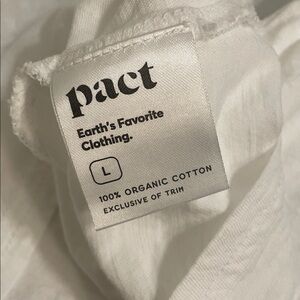 pact
Earth's Favorite
Clothing.
L
100% ORGANIC COTTON
EXCLUSIVE OF TRIM